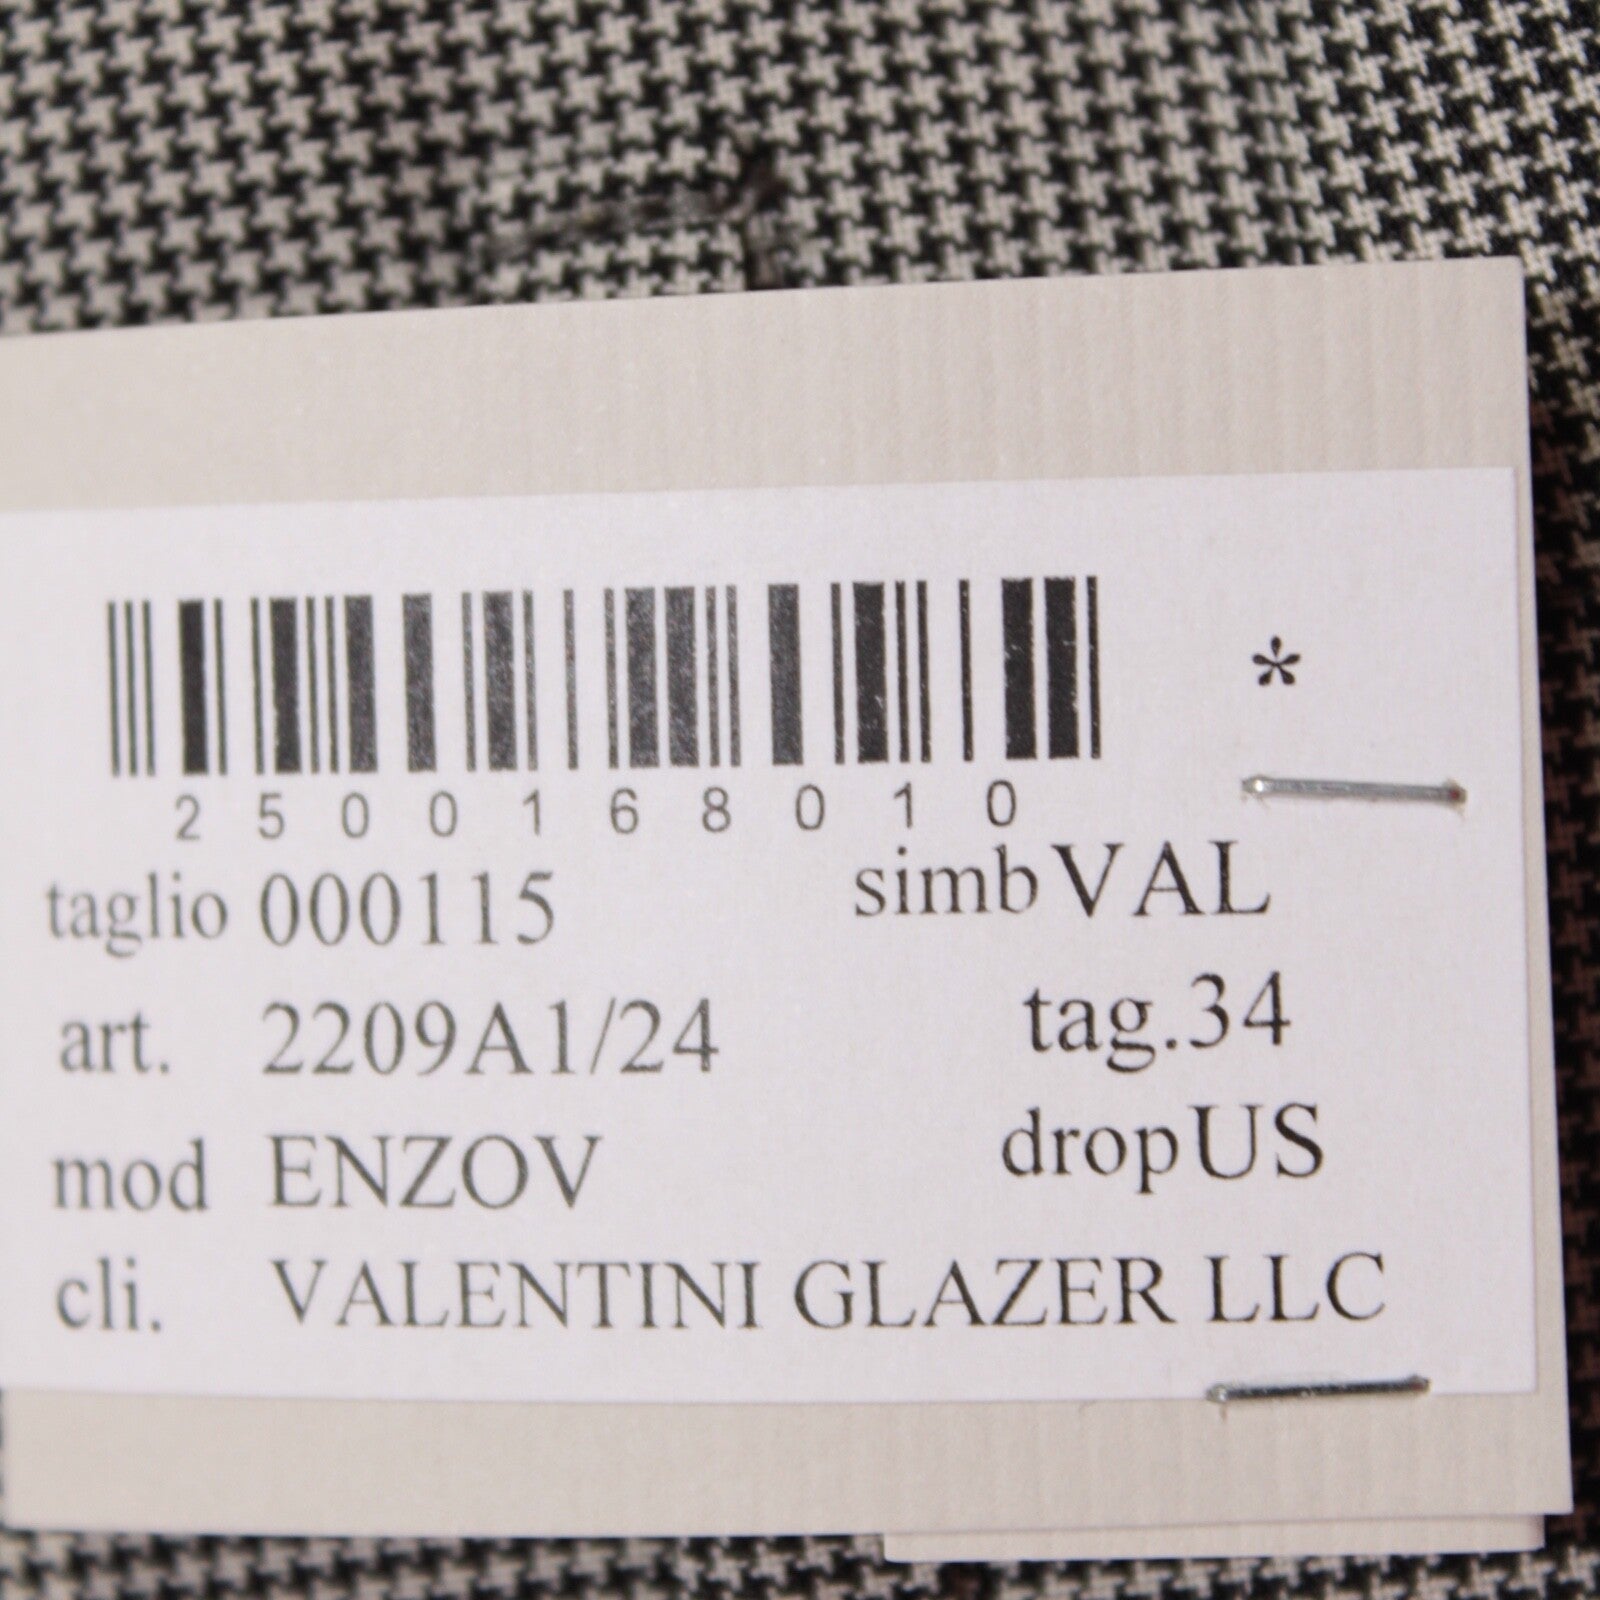 *
2500168010
taglio 000115 simb VAL
art. 2209A1/24 tag.34
mod ENZOV drop US
cli. VALENTINI GLAZER LLC